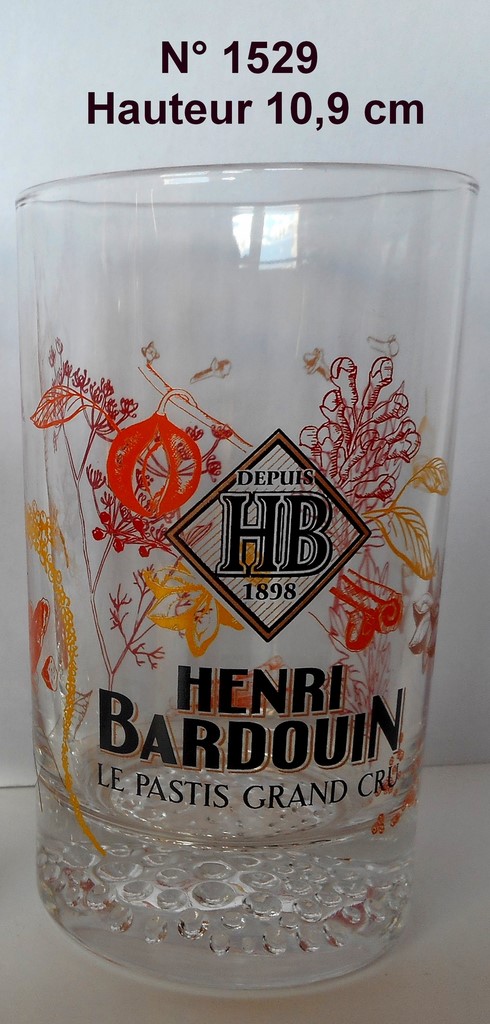 N° 1529
Hauteur 10,9 cm
DEPUIS
HB
1898
HENRI
BARDOUIN
LE PASTIS GRAND CRU